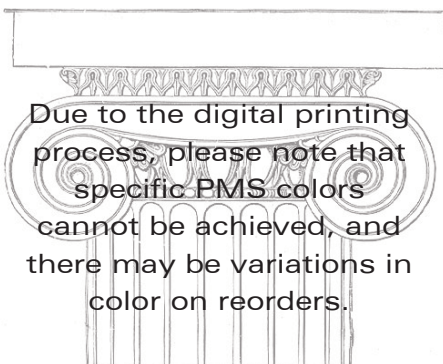 Due to the digital printing
process, please note that
specific PMS colors
cannot be achieved, and
there may be variations in
color on reorders.